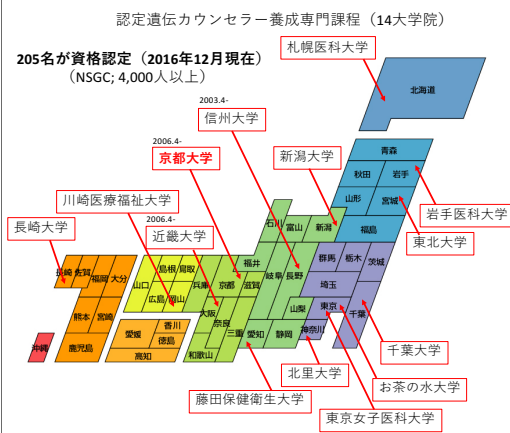 認定遺伝カウンセラー養成専門課程（14大学院）
札幌医科大学
205名が資格認定（2016年12月現在）
（NSGC; 4,000人以上）
北海道
2003.4-
信州大学
2006.4-
京都大学
新潟大学
青森
秋田 岩手
川崎医療福祉大学
山形 宮城
岩手医科大学
長崎大学
2006.4-
近畿大学
石川 富山 新潟 福島
東北大学
群馬 栃木 茨城
長崎 佐賀 福岡 大分
山口 島根 鳥取 兵庫 京都 滋賀 福井 岐阜 長野
埼玉
広島 岡山
大阪 奈良 三重 愛知 静岡 山梨 東京 千葉
神奈川
熊本 宮崎
愛媛 香川
徳島
高知
和歌山
沖縄
鹿児島
千葉大学
北里大学
お茶の水大学
藤田保健衛生大学
東京女子医科大学